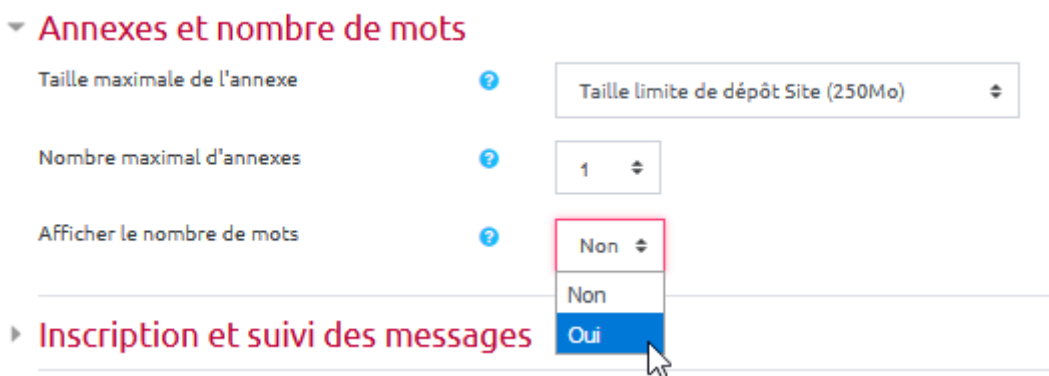 Annexes et nombre de mots
Taille maximale de l'annexe
Taille limite de dépôt Site (250Mo)
Nombre maximal d'annexes
1
Afficher le nombre de mots
Non
Non
Oui
Inscription et suivi des messages